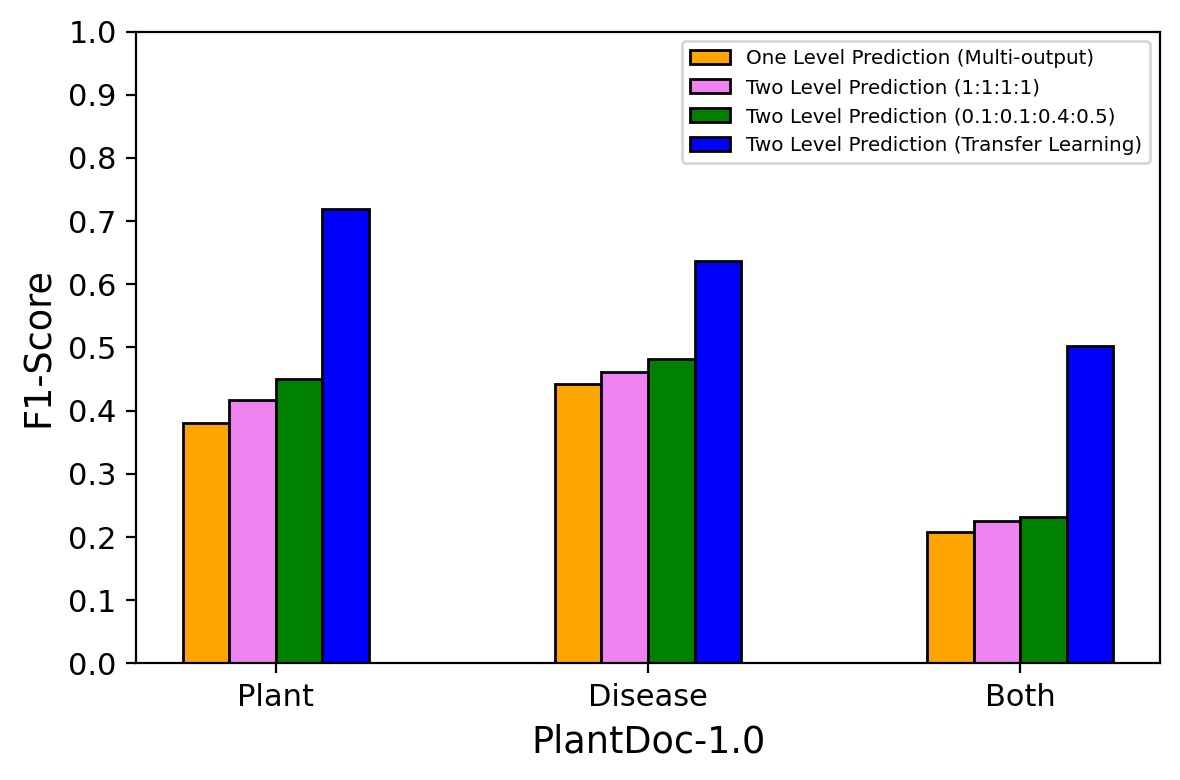 1.0
0.9
0.8
0.7
0.6
0.5
0.4
0.3
0.2
0.1
0.0
F1-Score
One Level Prediction (Multi-output)
Two Level Prediction (1:1:1:1)
Two Level Prediction (0.1:0.1:0.4:0.5)
Two Level Prediction (Transfer Learning)
Plant Disease Both
PlantDoc-1.0